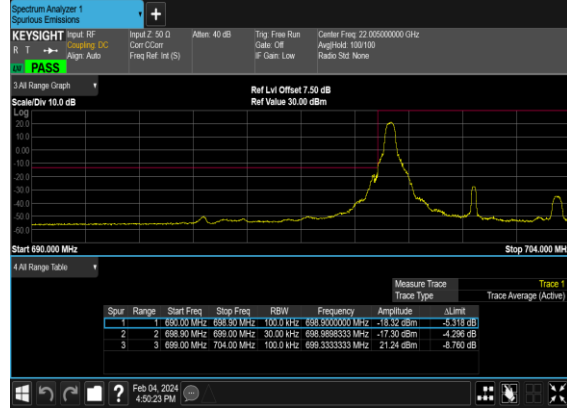 Spectrum Analyzer 1
Spurious Emissions
+
KEYSIGHT Input: RF Input Z: 50 Ω Atten: 40 dB Trig: Free Run Center Freq: 22.005000000 GHz
R T Coupling: DC Corr CCorr Gate: Off Avg|Hold: 100/100
Align: Auto Freq Ref: Int (S) IF Gain: Low Radio Std: None
PASS
3 All Range Graph
Ref Lvl Offset 7.50 dB
Scale/Div 10.0 dB Ref Value 30.00 dBm
Log
20.0
10.0
0.00
-10.0
-20.0
-30.0
-40.0
-50.0
-60.0
Start 690.000 MHz Stop 704.000 MH
4 All Range Table
Measure Trace Trace 1
Trace Type Trace Average (Active)
Spur Range Start Freq Stop Freq RBW Frequency Amplitude ΔLimit
1 1 690.00 MHz 698.90 MHz 100.0 kHz 698.9000000 MHz -18.32 dBm -5.318 dB
2 2 698.90 MHz 699.00 MHz 30.00 kHz 698.9898333 MHz -17.30 dBm -4.296 dB
3 3 699.00 MHz 704.00 MHz 100.0 kHz 699.3333333 MHz 21.24 dBm -8.760 dB
? Feb 04, 2024
4:50:23 PM